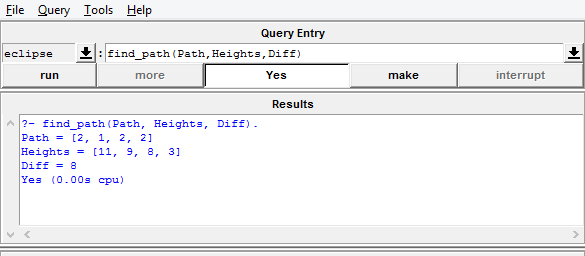 File Query Tools Help
Query Entry
eclipse : find_path(Path,Heights,Diff)
run more Yes make interrupt
Results
?- find_path(Path, Heights, Diff).
Path = [2, 1, 2, 2]
Heights = [11, 9, 8, 3]
Diff = 8
Yes (0.00s cpu)